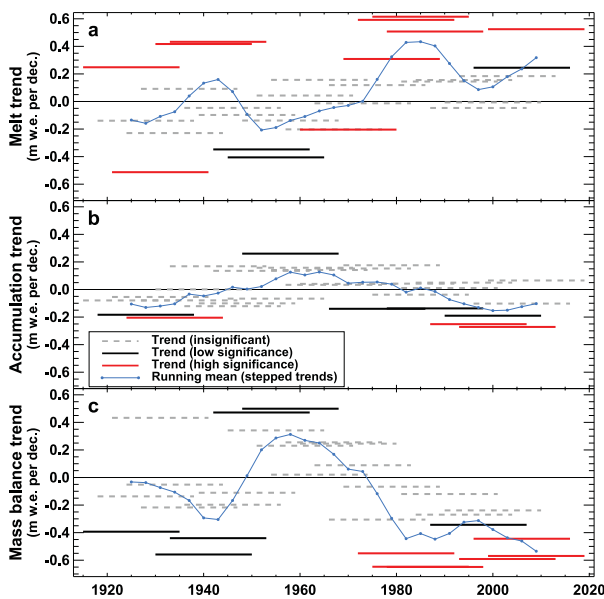 a
Melt trend
(m w.e. per dec.)
0.6
0.4
0.2
-0.0
-0.2
-0.4
-0.6
b
Accumulation trend
(m w.e. per dec.)
0.6
0.4
0.2
0.0
-0.2
-0.4
-0.6
Trend (insignificant)
Trend (low significance)
Trend (high significance)
Running mean (stepped trends)
c
Mass balance trend
(m w.e. per dec.)
0.6
0.4
0.2
0.0
-0.2
-0.4
-0.6
1920 1940 1960 1980 2000 2020